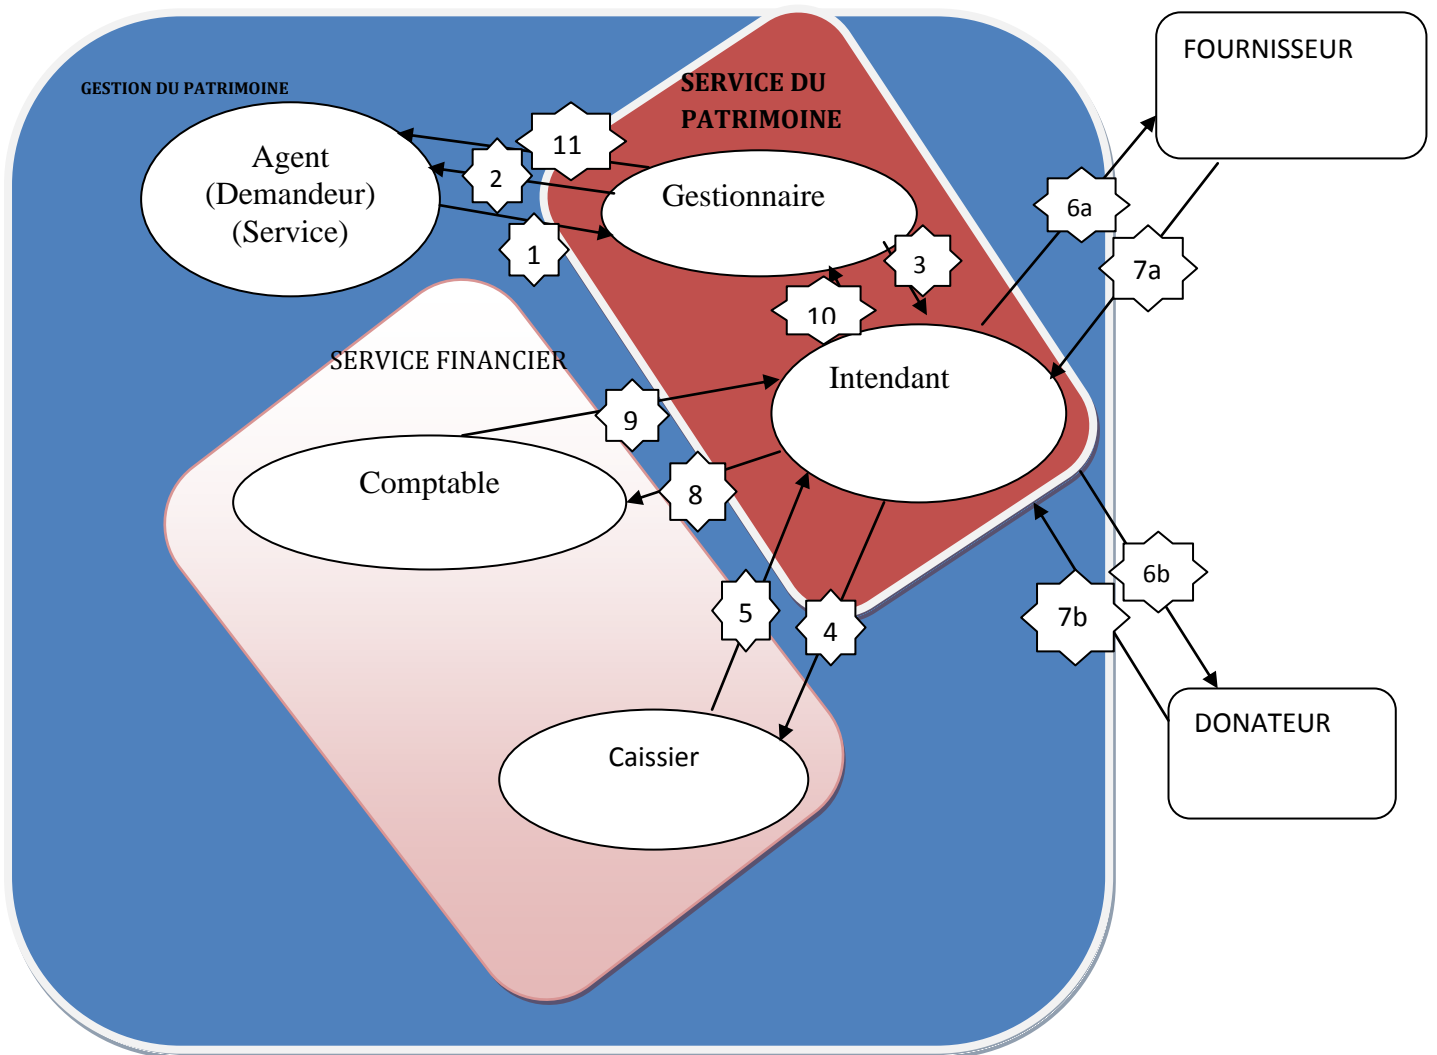 FOURNISSEUR
GESTION DU PATRIMOINE
SERVICE DU
PATRIMOINE
11
Agent
(Demandeur)
(Service)
2
Gestionnaire
6a
1
3
7a
10
SERVICE FINANCIER
Intendant
9
Comptable
8
6b
5
4
7b
DONATEUR
Caissier